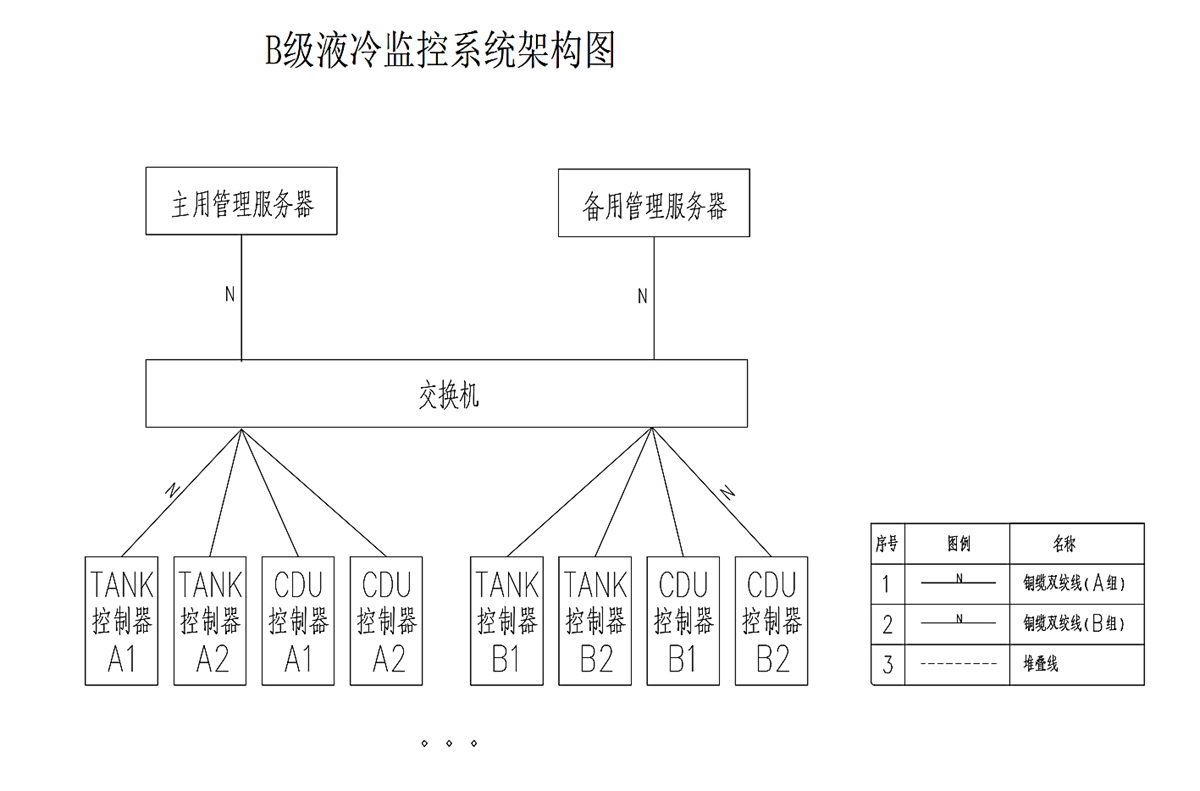 B级液冷监控系统架构图
主用管理服务器
备用管理服务器
N
N
交换机
N
N
TANK
控制器
A1
TANK
控制器
A2
CDU
控制器
A1
CDU
控制器
A2
TANK
控制器
B1
TANK
控制器
B2
CDU
控制器
B1
CDU
控制器
B2
序号 图例 名称
1 N 铜缆双绞线(A组)
2 N 铜缆双绞线(B组)
3 堆叠线